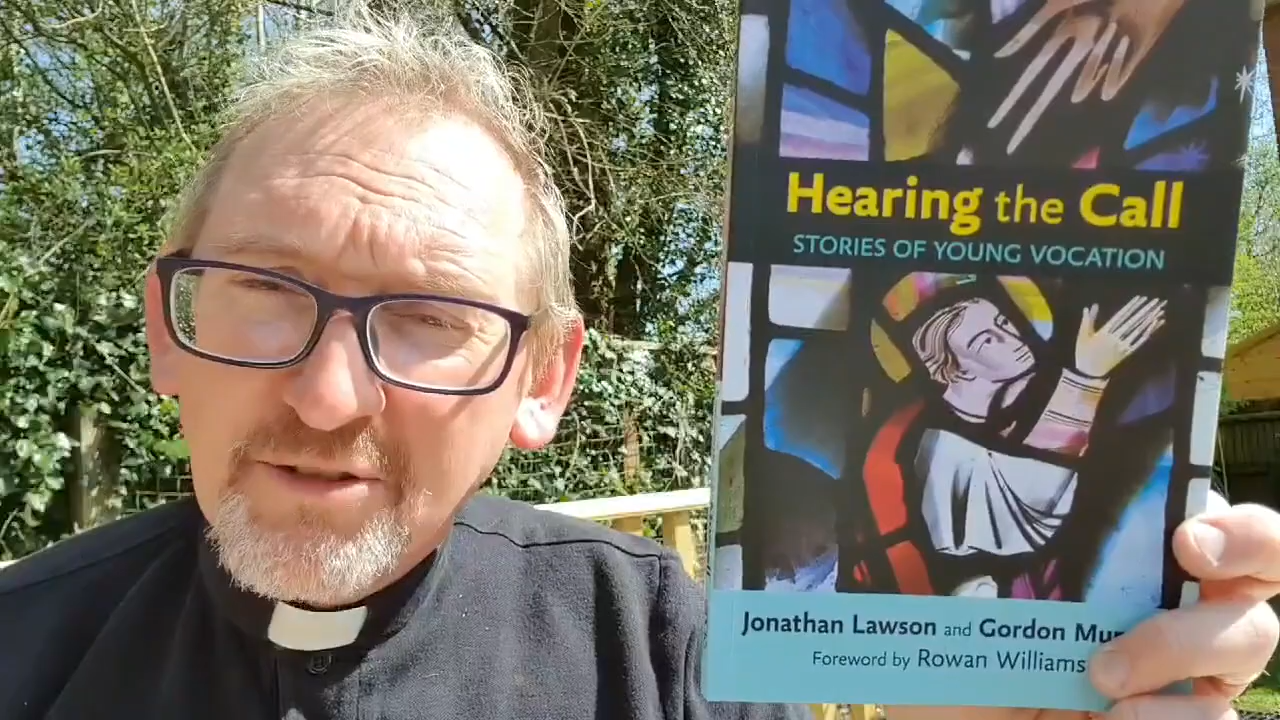 Hearing the Call
STORIES OF YOUNG VOCATION
Jonathan Lawson and Gordon
Foreword by Rowan Williams